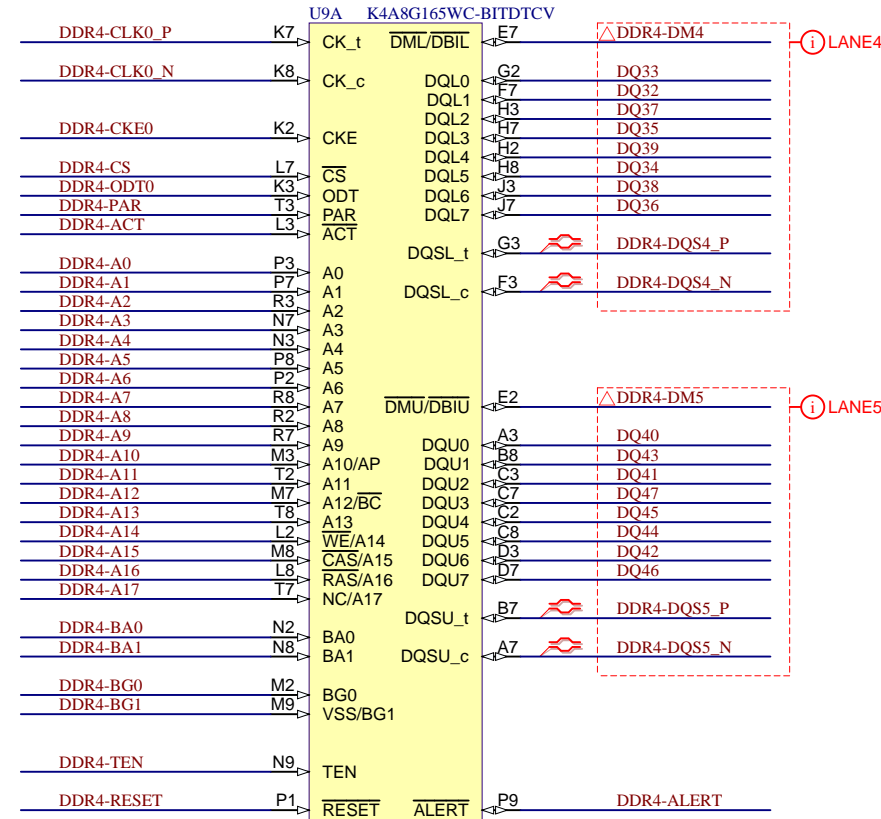 U9A K4A8G165WC-BITDTCV
DDR4-CLK0_P K7 CK_t DML/DBIL E7 DDR4-DM4 i LANE4
DDR4-CLK0_N K8 CK_c DQL0 G2 DQ33
DQL1 F7 DQ32
DQL2 H3 DQ37
DDR4-CKE0 K2 CKE DQL3 H7 DQ35
DQL4 H2 DQ39
DDR4-CS L7 CS DQL5 H8 DQ34
DDR4-ODT0 K3 ODT DQL6 J3 DQ38
DDR4-PAR T3 PAR DQL7 J7 DQ36
DDR4-ACT L3 ACT
DQSL_t G3 DDR4-DQS4_P
DDR4-A0 P3 A0
DDR4-A1 P7 A1 DQSL_c F3 DDR4-DQS4_N
DDR4-A2 R3 A2
DDR4-A3 N7 A3
DDR4-A4 N3 A4
DDR4-A5 P8 A5
DDR4-A6 P2 A6
DDR4-A7 R8 A7 DMU/DBIU E2 DDR4-DM5 i LANE5
DDR4-A8 R2 A8
DDR4-A9 R7 A9 DQU0 A3 DQ40
DDR4-A10 M3 A10/AP DQU1 B8 DQ43
DDR4-A11 T2 A11 DQU2 C3 DQ41
DDR4-A12 M7 A12/BC DQU3 C7 DQ47
DDR4-A13 T8 A13 DQU4 C2 DQ45
DDR4-A14 L2 WE/A14 DQU5 C8 DQ44
DDR4-A15 M8 CAS/A15 DQU6 D3 DQ42
DDR4-A16 L8 RAS/A16 DQU7 D7 DQ46
DDR4-A17 T7 NC/A17
DQSU_t B7 DDR4-DQS5_P
DDR4-BA0 N2 BA0
DDR4-BA1 N8 BA1 DQSU_c A7 DDR4-DQS5_N
DDR4-BG0 M2 BG0
DDR4-BG1 M9 VSS/BG1
DDR4-TEN N9 TEN
DDR4-RESET P1 RESET ALERT P9 DDR4-ALERT